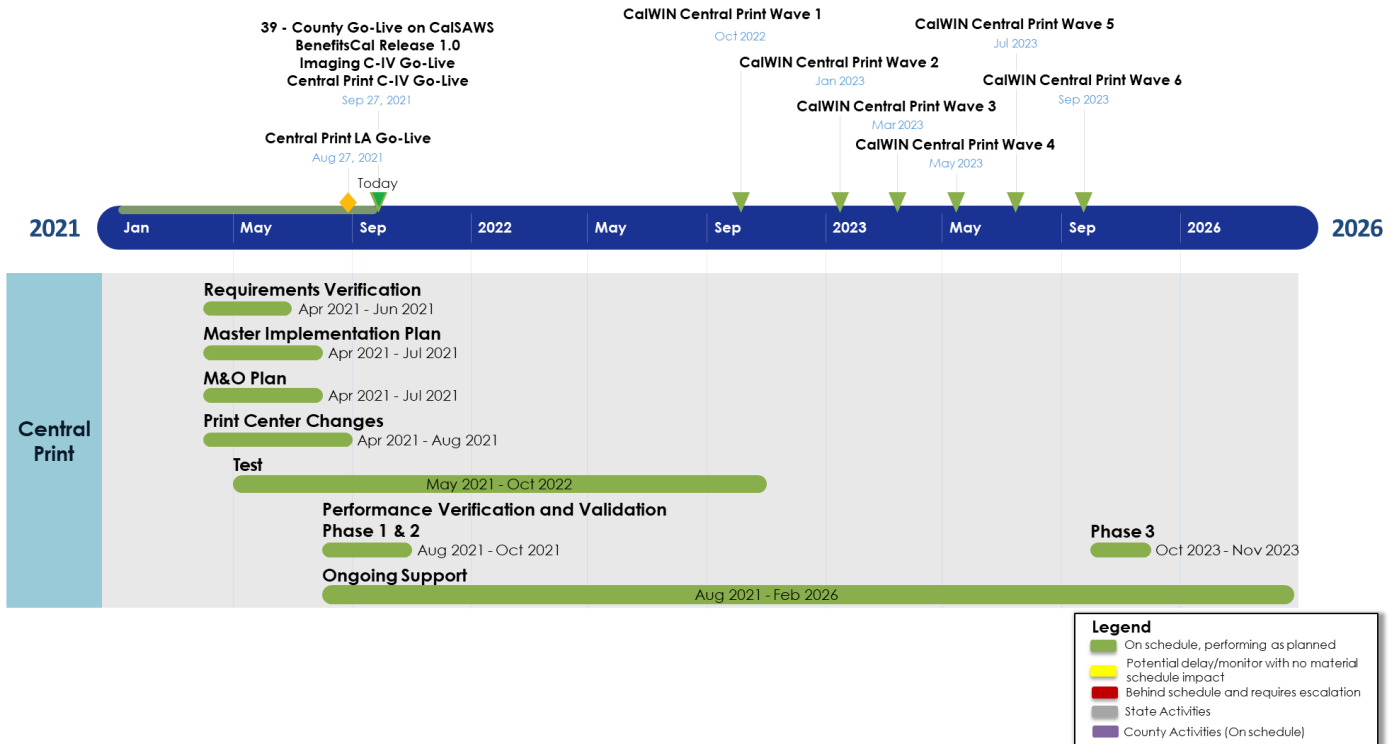 39 - County Go-Live on CalSAWS
BenefitsCal Release 1.0
Imaging C-IV Go-Live
Central Print C-IV Go-Live
Sep 27, 2021
Central Print LA Go-Live
Aug 27, 2021
Today
CalWIN Central Print Wave 1
Oct 2022
CalWIN Central Print Wave 2
Jan 2023
CalWIN Central Print Wave 3
Mar 2023
CalWIN Central Print Wave 4
May 2023
CalWIN Central Print Wave 5
Jul 2023
CalWIN Central Print Wave 6
Sep 2023
2021
Jan
May
Sep
2022
May
Sep
2023
May
Sep
2026
2026
Central
Print
Requirements Verification
Apr 2021 - Jun 2021
Master Implementation Plan
Apr 2021 - Jul 2021
M&O Plan
Apr 2021 - Jul 2021
Print Center Changes
Apr 2021 - Aug 2021
Test
May 2021 - Oct 2022
Performance Verification and Validation
Phase 1 & 2
Aug 2021 - Oct 2021
Phase 3
Oct 2023 - Nov 2023
Ongoing Support
Aug 2021 - Feb 2026
Legend
On schedule, performing as planned
Potential delay/monitor with no material
schedule impact
Behind schedule and requires escalation
State Activities
County Activities (On schedule)